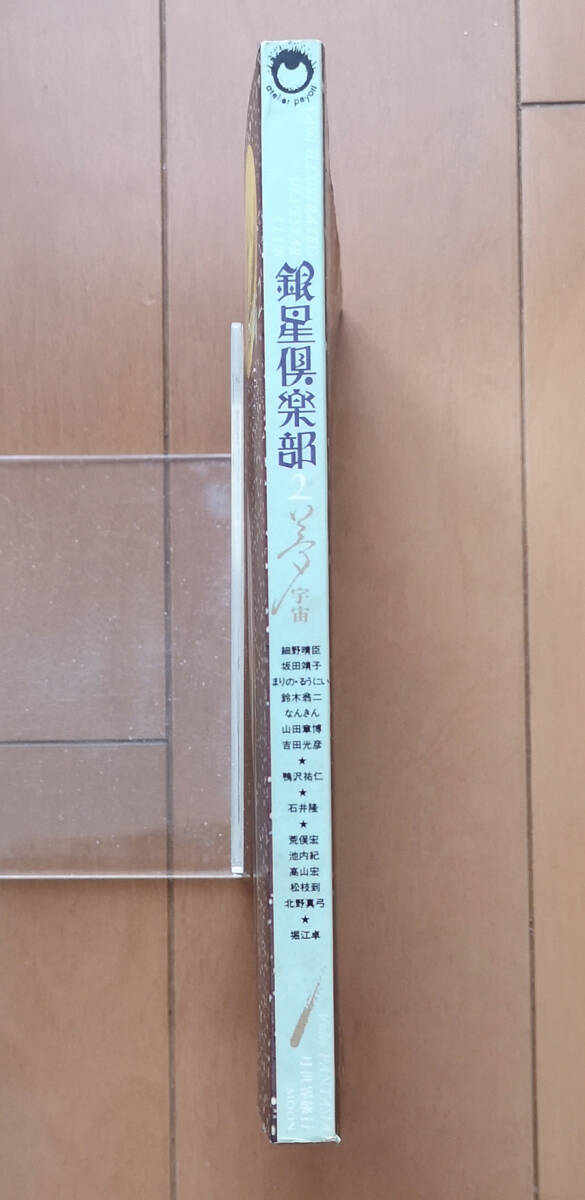 atelier peyotl
銀星倶楽部
2
夢
宇宙
細野晴臣
坂田靖子
まりの・るうにい
鈴木翁二
なんきん
山田章博
吉田光彦
★
鴨沢祐仁
★
石井隆
★
荒俣宏
池内紀
高山宏
松枝到
北野真弓
★
堀江卓
MOON